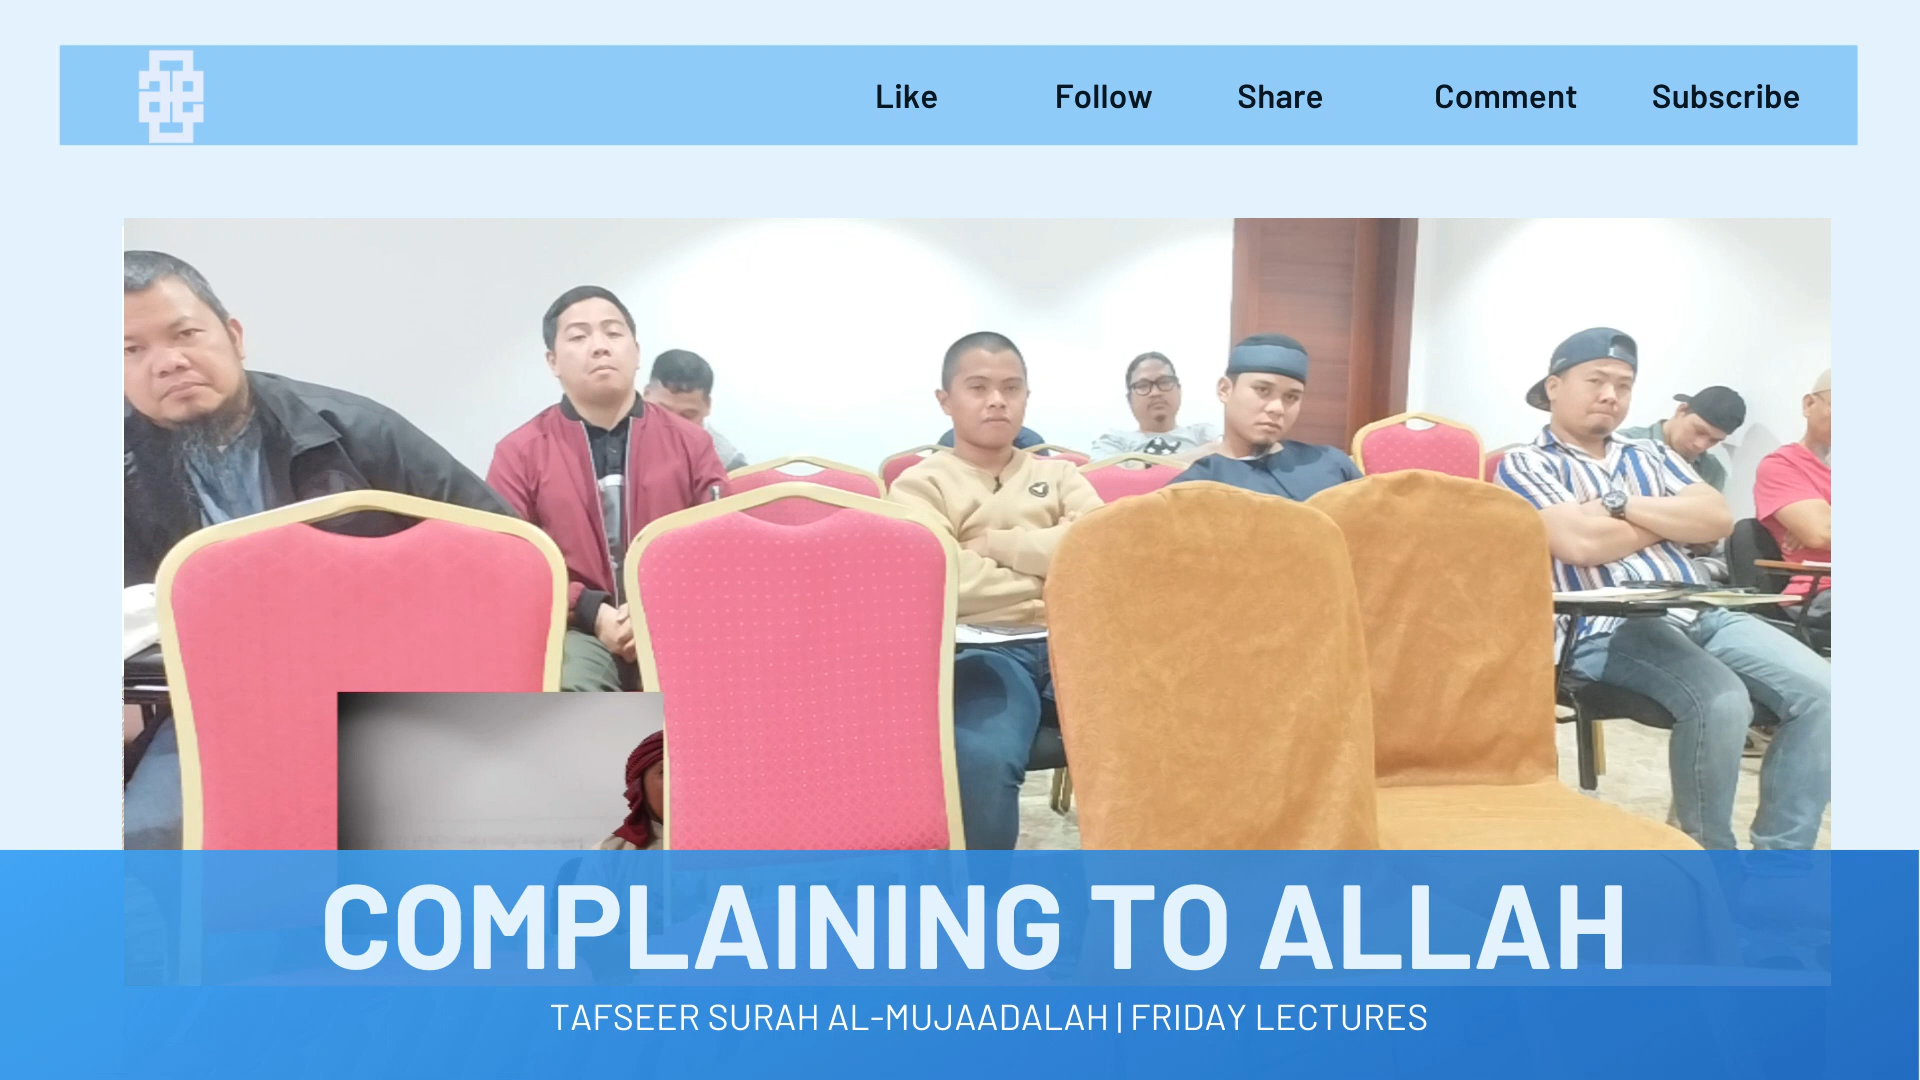 Like Follow Share Comment Subscribe
COMPLAINING TO ALLAH
TAFSEER SURAH AL-MUJAADALAH | FRIDAY LECTURES